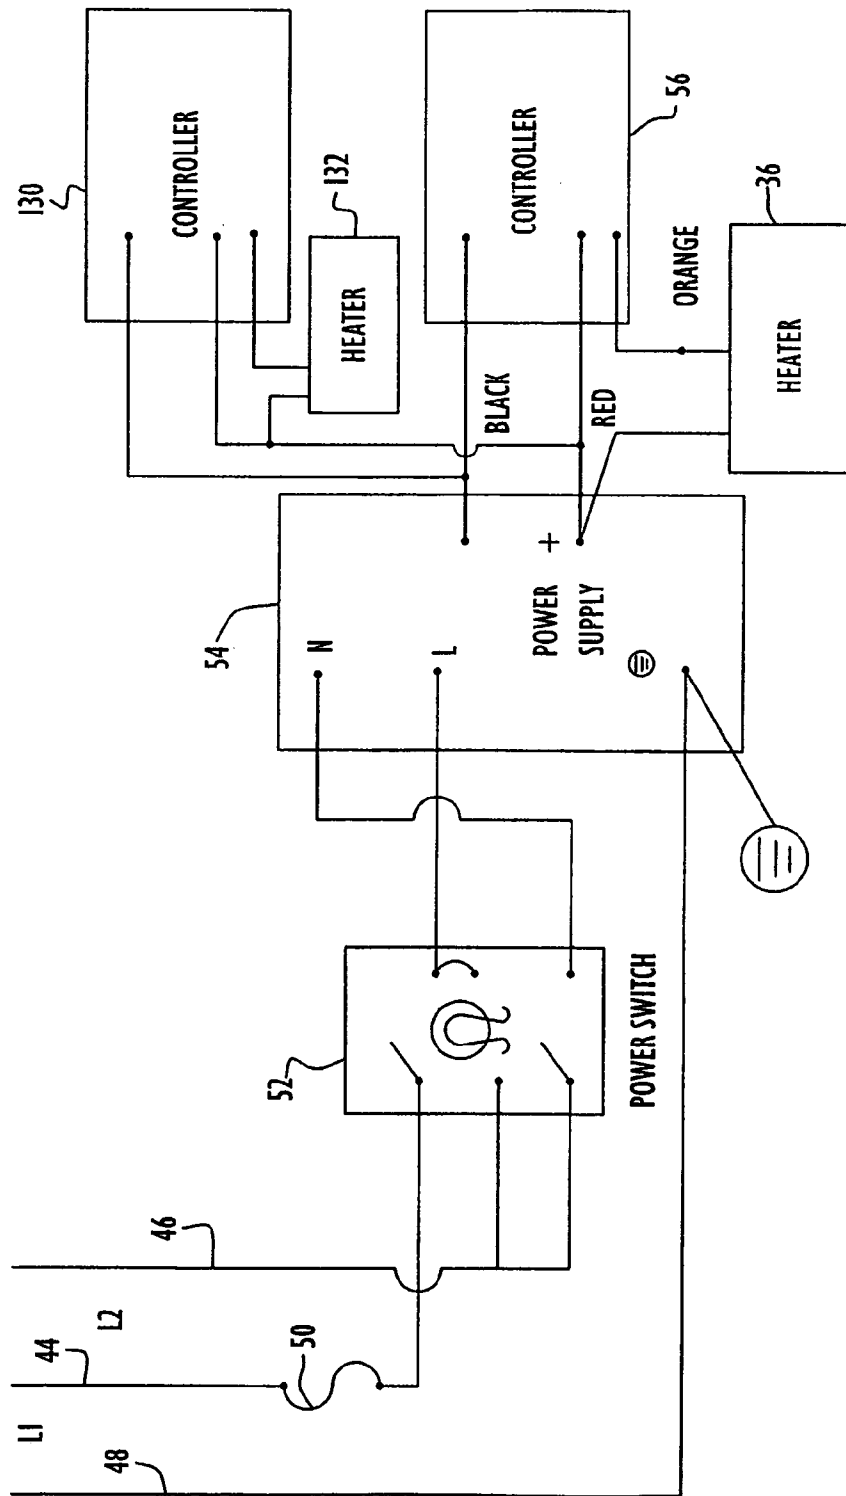 130
CONTROLLER
132
HEATER
CONTROLLER
56
BLACK
RED
ORANGE
36
HEATER
54
N
L
+
POWER
SUPPLY
52
POWER SWITCH
46
L2
44
50
L1
48